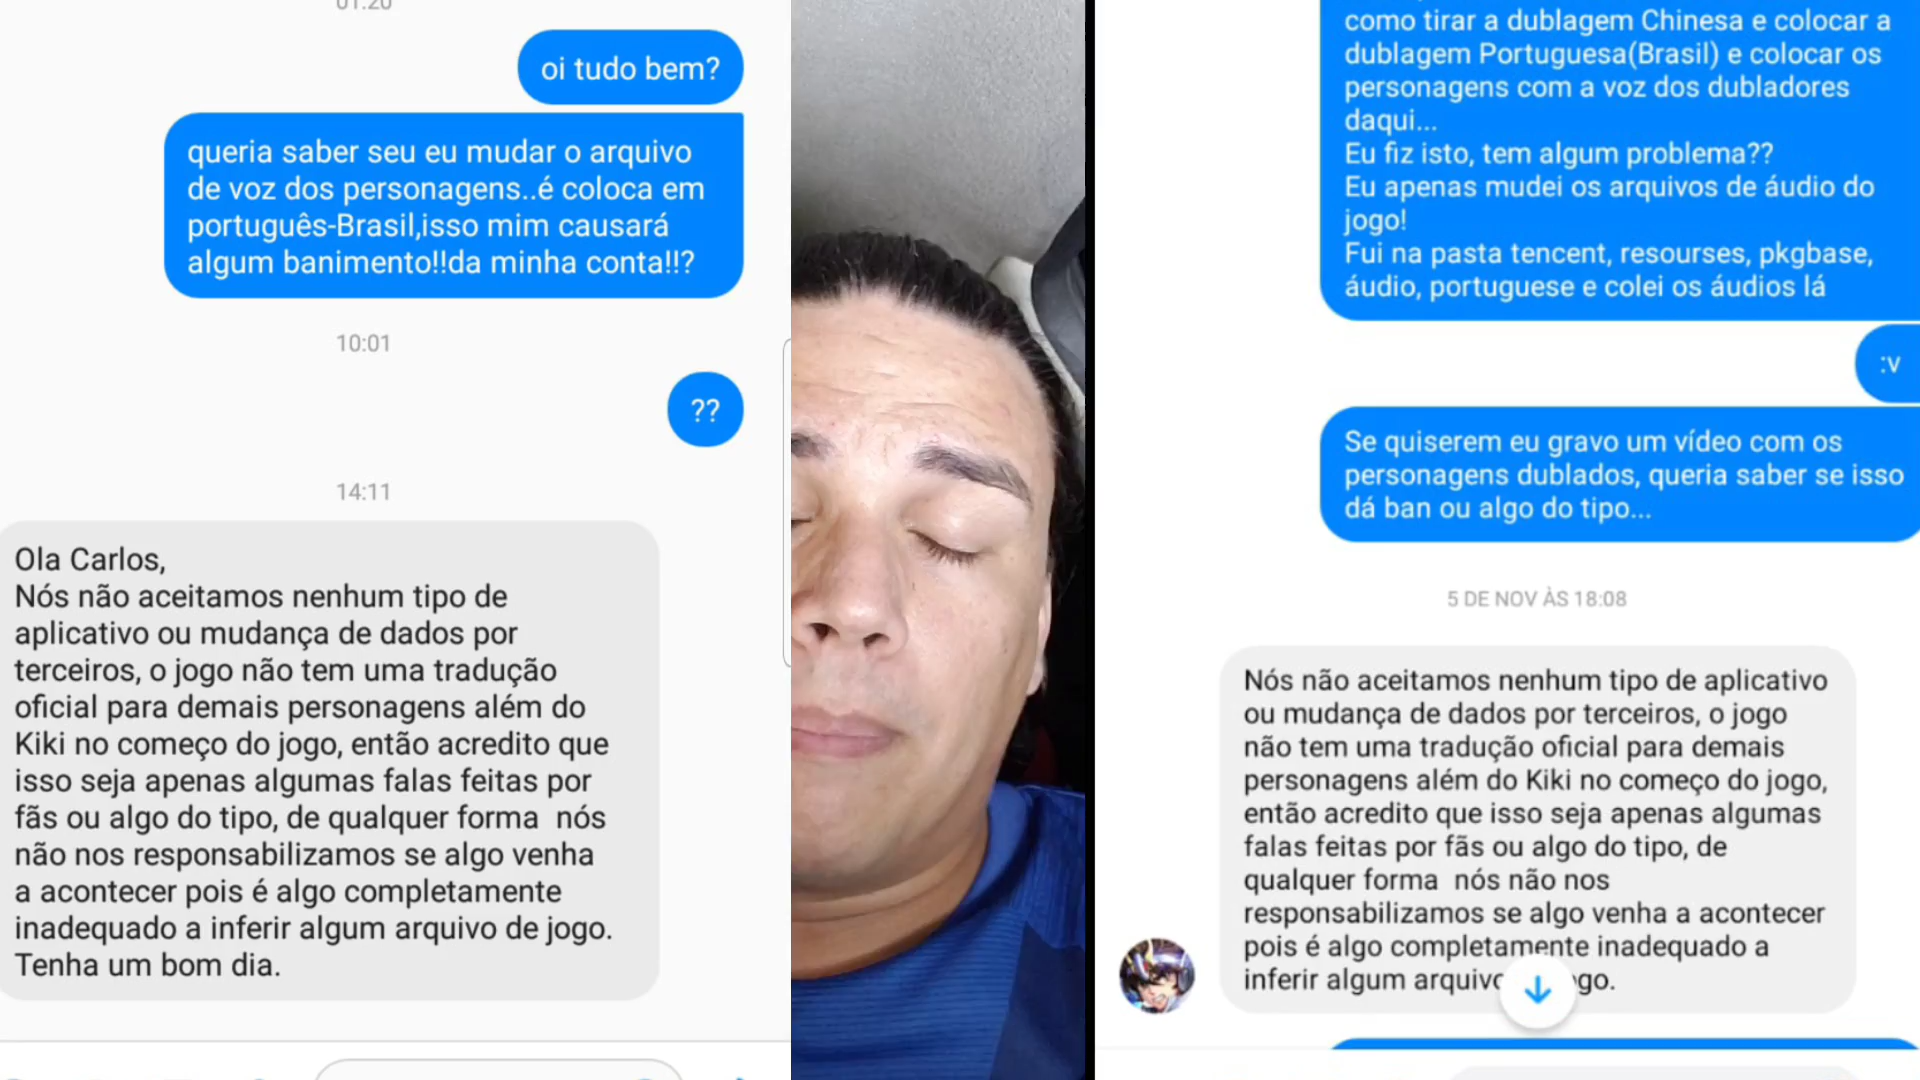 01:20
oi tudo bem?
queria saber seu eu mudar o arquivo
de voz dos personagens..é coloca em
português-Brasil,isso mim causará
algum banimento!!da minha conta!!?
10:01
??
14:11
Ola Carlos,
Nós não aceitamos nenhum tipo de
aplicativo ou mudança de dados por
terceiros, o jogo não tem uma tradução
oficial para demais personagens além do
Kiki no começo do jogo, então acredito que
isso seja apenas algumas falas feitas por
fãs ou algo do tipo, de qualquer forma  nós
não nos responsabilizamos se algo venha
a acontecer pois é algo completamente
inadequado a inferir algum arquivo de jogo.
Tenha um bom dia.
como tirar a dublagem Chinesa e colocar a
dublagem Portuguesa(Brasil) e colocar os
personagens com a voz dos dubladores
daqui...
Eu fiz isto, tem algum problema??
Eu apenas mudei os arquivos de áudio do
jogo!
Fui na pasta tencent, resourses, pkgbase,
áudio, portuguese e colei os áudios lá
:v
Se quiserem eu gravo um vídeo com os
personagens dublados, queria saber se isso
dá ban ou algo do tipo...
5 DE NOV ÀS 18:08
Nós não aceitamos nenhum tipo de aplicativo
ou mudança de dados por terceiros, o jogo
não tem uma tradução oficial para demais
personagens além do Kiki no começo do jogo,
então acredito que isso seja apenas algumas
falas feitas por fãs ou algo do tipo, de
qualquer forma  nós não nos
responsabilizamos se algo venha a acontecer
pois é algo completamente inadequado a
inferir algum